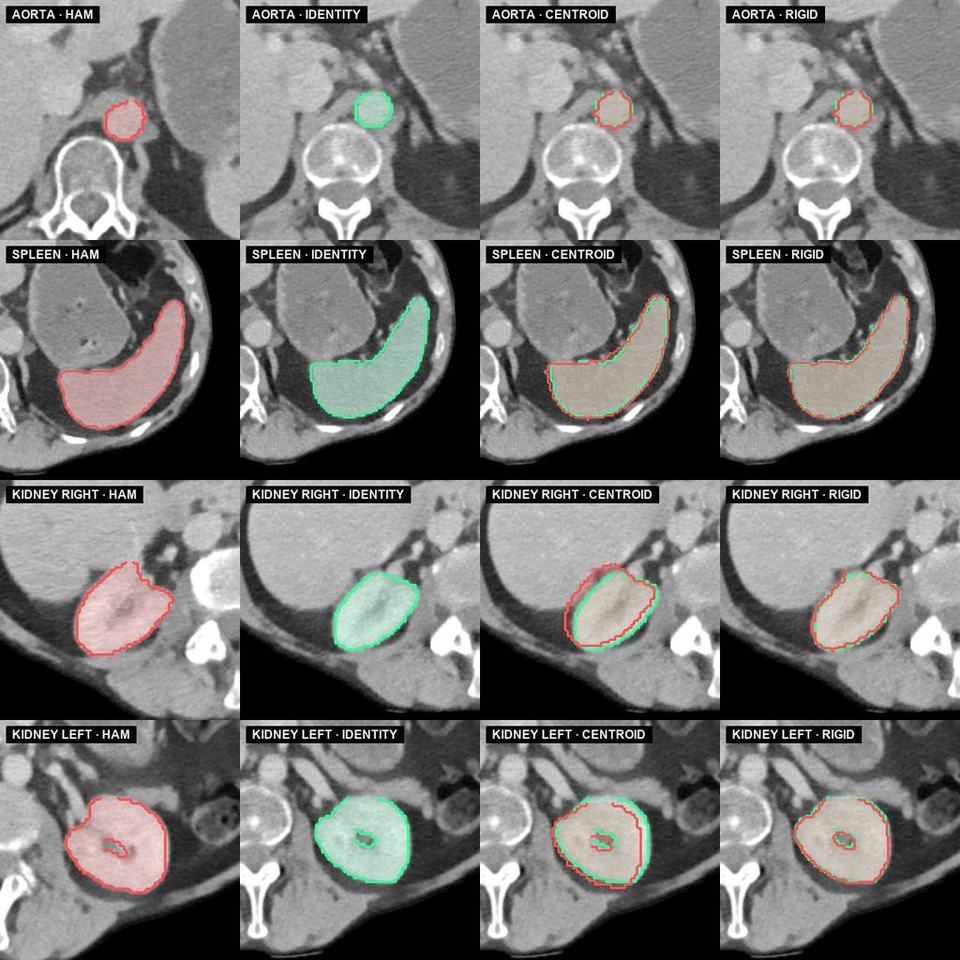 AORTA · HAM
AORTA · IDENTITY
AORTA · CENTROID
AORTA · RIGID
SPLEEN · HAM
SPLEEN · IDENTITY
SPLEEN · CENTROID
SPLEEN · RIGID
KIDNEY RIGHT · HAM
KIDNEY RIGHT · IDENTITY
KIDNEY RIGHT · CENTROID
KIDNEY RIGHT · RIGID
KIDNEY LEFT · HAM
KIDNEY LEFT · IDENTITY
KIDNEY LEFT · CENTROID
KIDNEY LEFT · RIGID